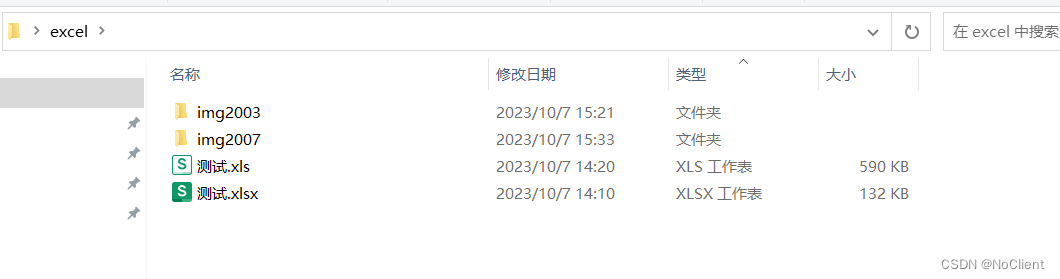 excel 在 excel 中搜索
名称 修改日期 类型 大小
img2003 2023/10/7 15:21 文件夹
img2007 2023/10/7 15:33 文件夹
测试.xls 2023/10/7 14:20 XLS 工作表 590 KB
测试.xlsx 2023/10/7 14:10 XLSX 工作表 132 KB
CSDN @NoClient